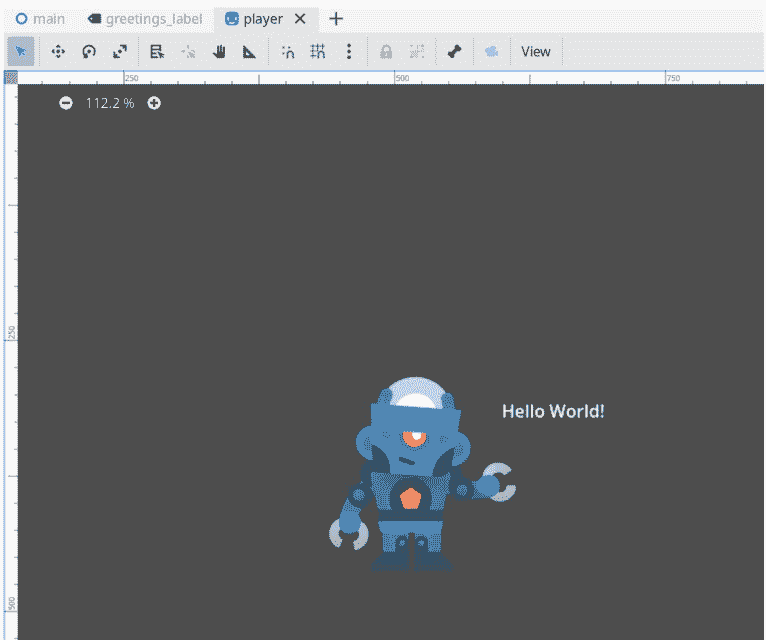 main greetings_label player
View
250 500 750
112.2 %
250
Hello World!
500